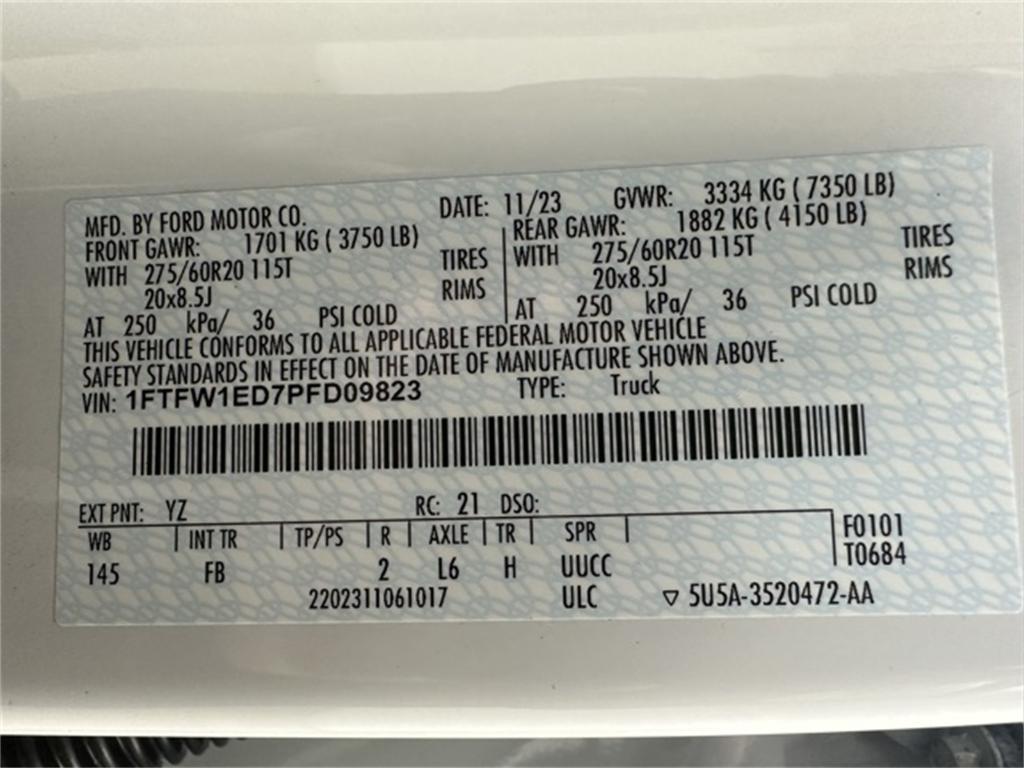 MFD. BY FORD MOTOR CO. DATE: 11/23 GVWR: 3334 KG ( 7350 LB)
FRONT GAWR: 1701 KG ( 3750 LB) REAR GAWR: 1882 KG ( 4150 LB)
WITH 275/60R20 115T TIRES WITH 275/60R20 115T TIRES
20x8.5J RIMS 20x8.5J RIMS
AT 250 kPa/ 36 PSI COLD AT 250 kPa/ 36 PSI COLD
THIS VEHICLE CONFORMS TO ALL APPLICABLE FEDERAL MOTOR VEHICLE
SAFETY STANDARDS IN EFFECT ON THE DATE OF MANUFACTURE SHOWN ABOVE.
VIN: 1FTFW1ED7PFD09823 TYPE: Truck
EXT PNT: YZ RC: 21 DSO:
WB INT TR TP/PS R AXLE TR SPR F0101
145 FB 2 L6 H UUCC T0684
2202311061017 ULC ▽ 5U5A-3520472-AA